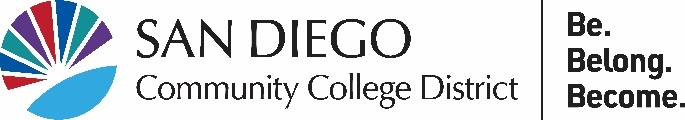 SAN DIEGO
Community College District
Be.
Belong.
Become.